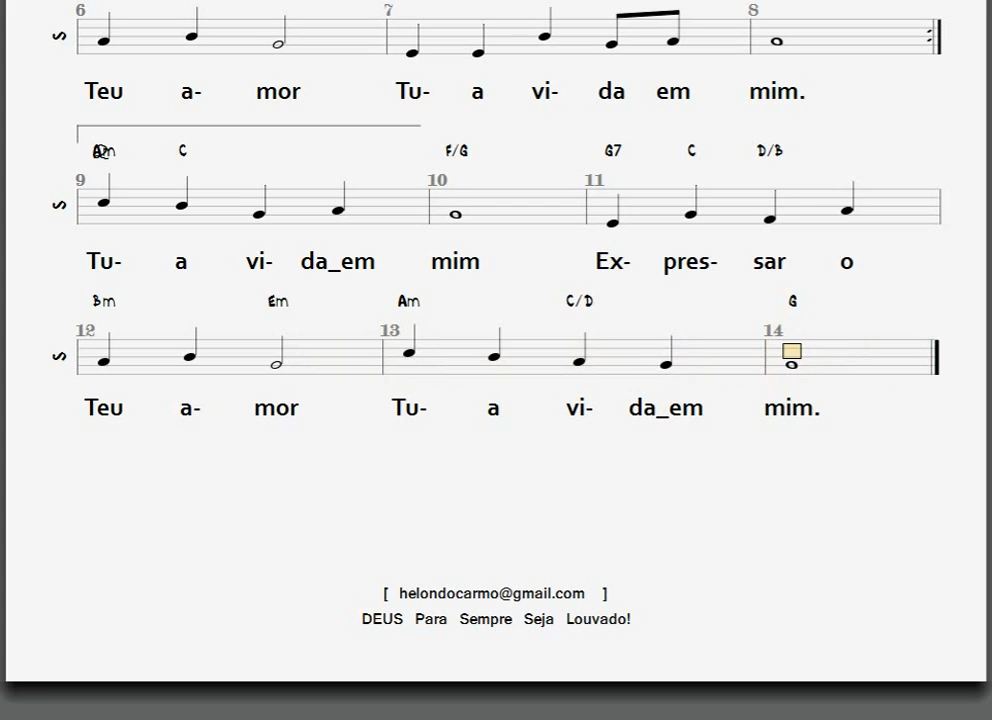 6 7 8
Teu a- mor Tu- a vi- da em mim.
Am C F/G G7 C D/B
9 10 11
S
Tu- a vi- da_em mim Ex- pres- sar o
Bm Em Am C/D G
12 13 14
S
Teu a- mor Tu- a vi- da_em mim.
[ helondocarmo@gmail.com ]
DEUS Para Sempre Seja Louvado!